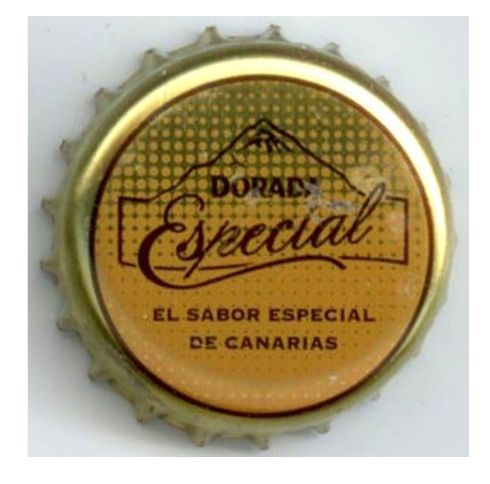 DORADA
Especial
EL SABOR ESPECIAL
DE CANARIAS